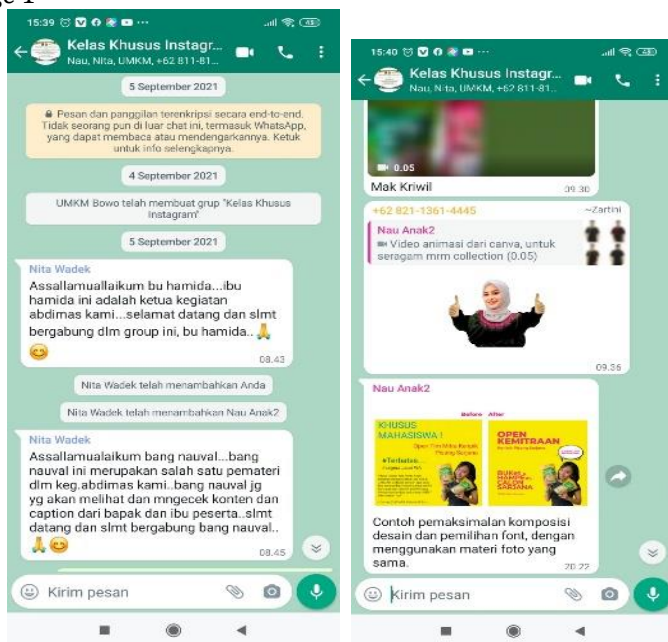 15:39
Kelas Khusus Instagr...
Nau, Nita, UMKM, +62 811-81...
5 September 2021
Pesan dan panggilan terenkripsi secara end-to-end.
Tidak seorang pun di luar chat ini, termasuk WhatsApp,
yang dapat membaca atau mendengarkannya. Ketuk
untuk info selengkapnya.
4 September 2021
UMKM Bowo telah membuat grup "Kelas Khusus
Instagram"
5 September 2021
Nita Wadek
Assallamuallaikum bu hamida...ibu
hamida ini adalah ketua kegiatan
abdimas kami...selamat datang dan slmt
bergabung dlm group ini, bu hamida..
08.43
Nita Wadek telah menambahkan Anda
Nita Wadek telah menambahkan Nau Anak2
Nita Wadek
Assalamualaikum bang nauval...bang
nauval ini merupakan salah satu pemateri
dlm keg.abdimas kami..bang nauval jg
yg akan melihat dan mngecek konten dan
caption dari bapak dan ibu peserta..slmt
datang dan slmt bergabung bang nauval..
08.45
Kirim pesan
15:40
Kelas Khusus Instagr...
Nau, Nita, UMKM, +62 811-81...
0.05
Mak Kriwil
09.30
+62 821-1361-4445
~Zartini
Nau Anak2
Video animasi dari canva, untuk
seragam mrm collection (0.05)
09.36
Nau Anak2
Before After
KHUSUS
MAHASISWA !
OPEN
KEMITRAAN
Contoh pemaksimalan komposisi
desain dan pemilihan font, dengan
menggunakan materi foto yang
sama.
20.22
Kirim pesan